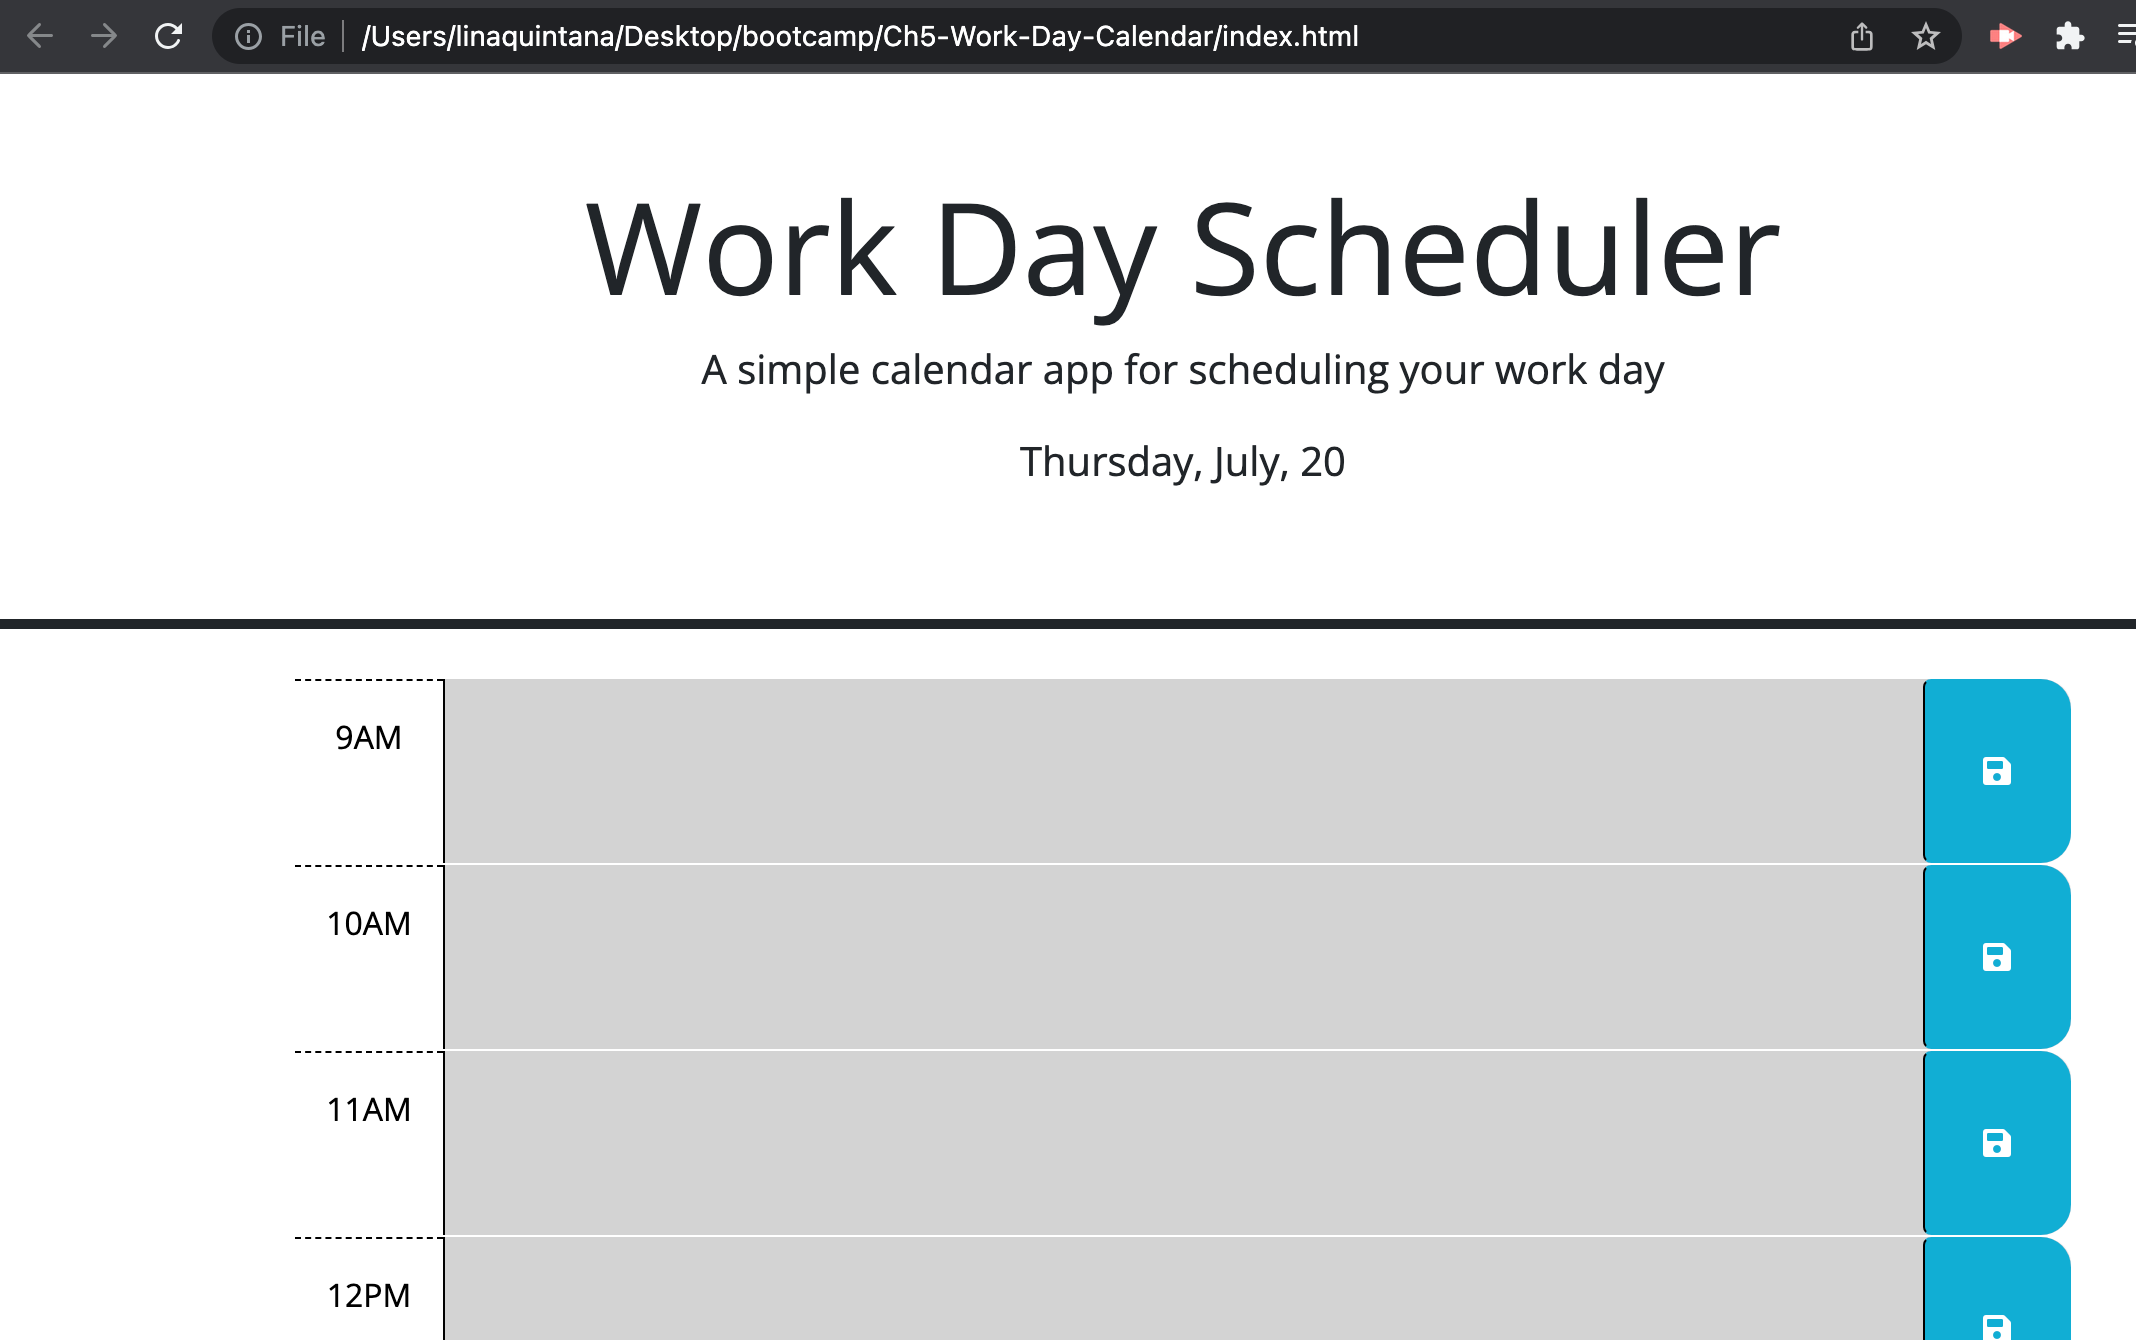 File /Users/linaquintana/Desktop/bootcamp/Ch5-Work-Day-Calendar/index.html
Work Day Scheduler
A simple calendar app for scheduling your work day
Thursday, July, 20
9AM
10AM
11AM
12PM